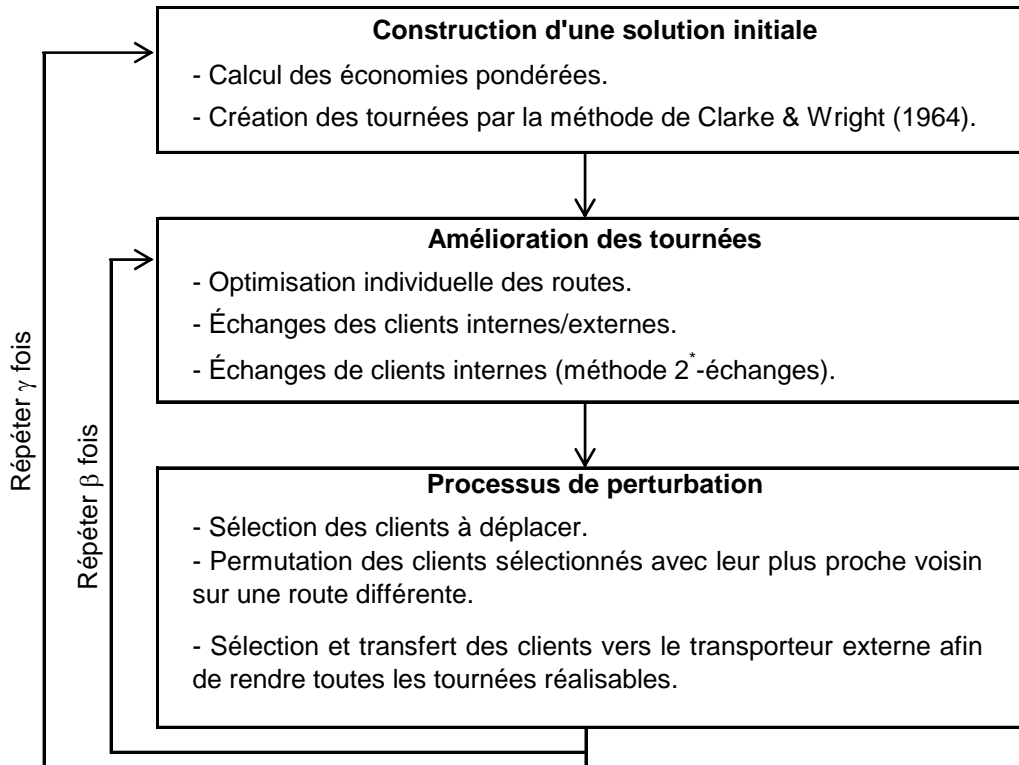 Construction d'une solution initiale
- Calcul des économies pondérées.
- Création des tournées par la méthode de Clarke & Wright (1964).
Amélioration des tournées
- Optimisation individuelle des routes.
- Échanges des clients internes/externes.
- Échanges de clients internes (méthode 2*-échanges).
Processus de perturbation
- Sélection des clients à déplacer.
- Permutation des clients sélectionnés avec leur plus proche voisin
sur une route différente.
- Sélection et transfert des clients vers le transporteur externe afin
de rendre toutes les tournées réalisables.
Répéter γ fois
Répéter β fois